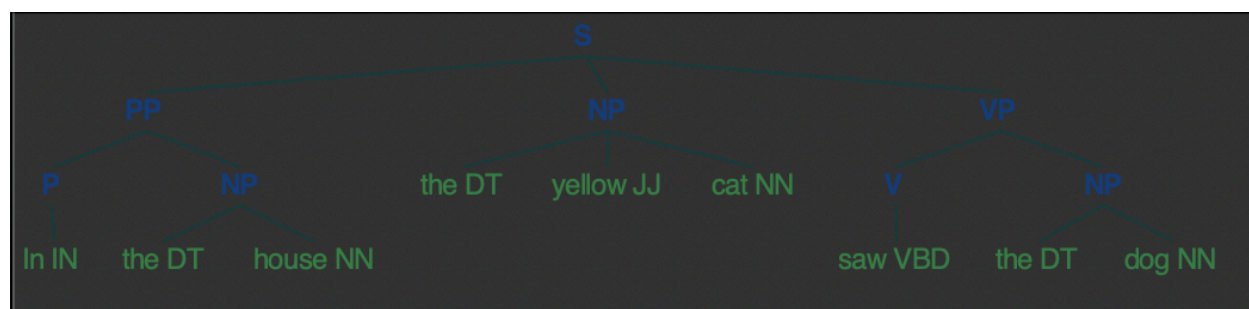 S
PP NP VP
P NP the DT yellow JJ cat NN V NP
In IN the DT house NN saw VBD the DT dog NN